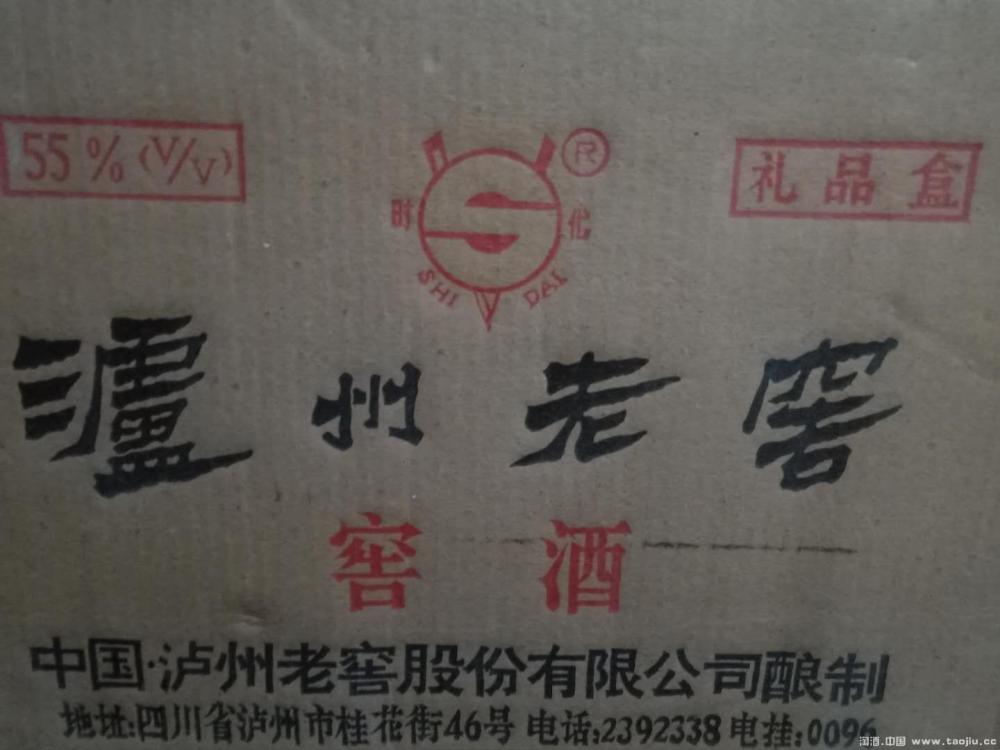 55%(V/V)
R
礼品盒
时代
SHI DAI
瀘州老窖
窖酒
中国·泸州老窖股份有限公司酿制
地址:四川省泸州市桂花街46号 电话:2392338 电挂:0096
润酒.中国 www.taojiu.cc